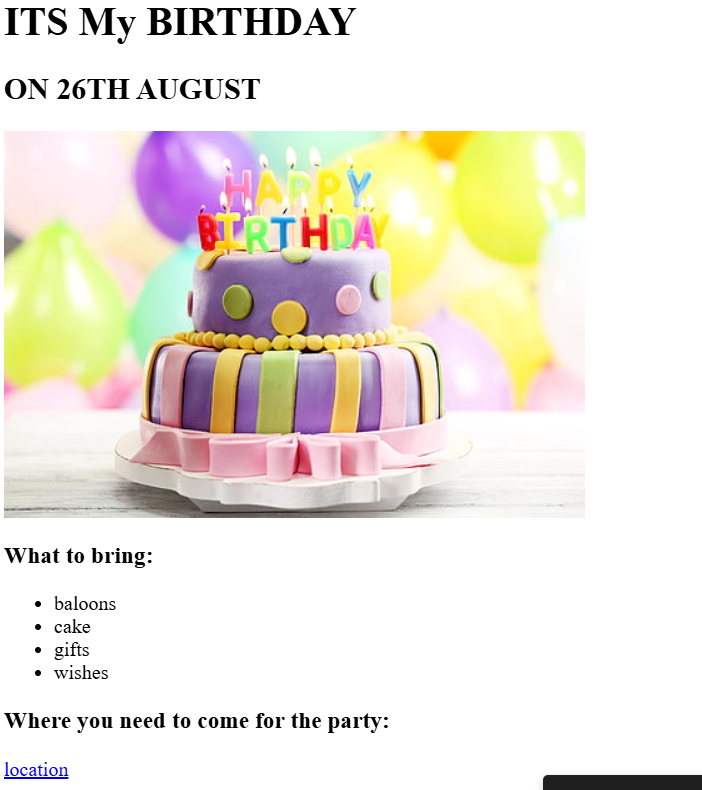 ITS My BIRTHDAY
ON 26TH AUGUST
HAPPY
BIRTHDAY
What to bring:
baloons
cake
gifts
wishes
Where you need to come for the party:
location